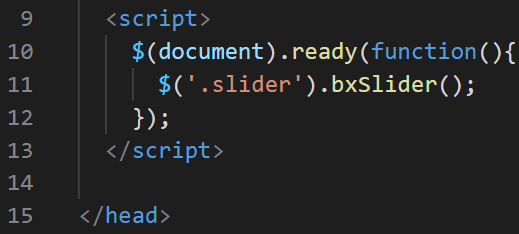 9 <script>
10 $(document).ready(function(){
11 $('.slider').bxSlider();
12 });
13 </script>
14
15 </head>